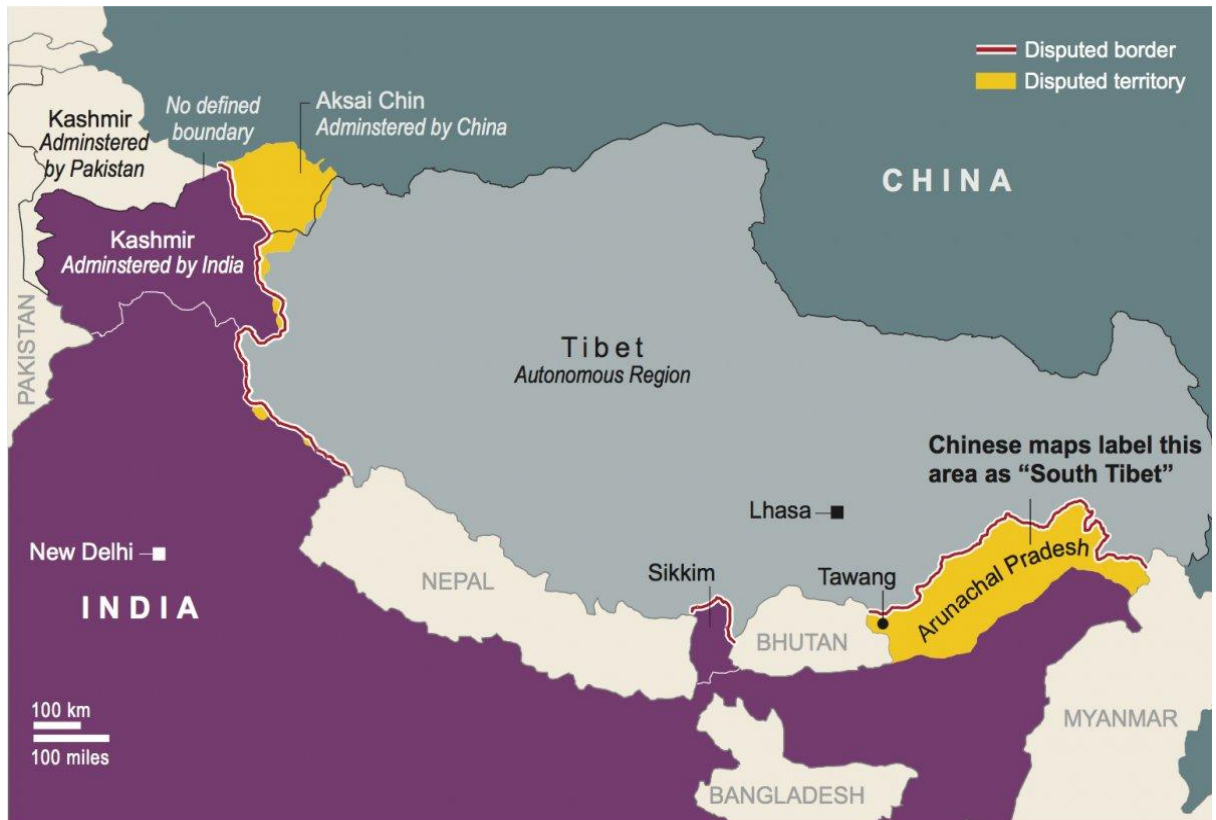 Disputed border
Disputed territory
No defined
boundary
Aksai Chin
Adminstered by China
Kashmir
Adminstered
by Pakistan
CHINA
Kashmir
Adminstered by India
PAKISTAN
Tibet
Autonomous Region
Chinese maps label this
area as “South Tibet”
Lhasa
New Delhi
NEPAL
Sikkim
Tawang
Arunachal Pradesh
INDIA
BHUTAN
100 km
100 miles
MYANMAR
BANGLADESH